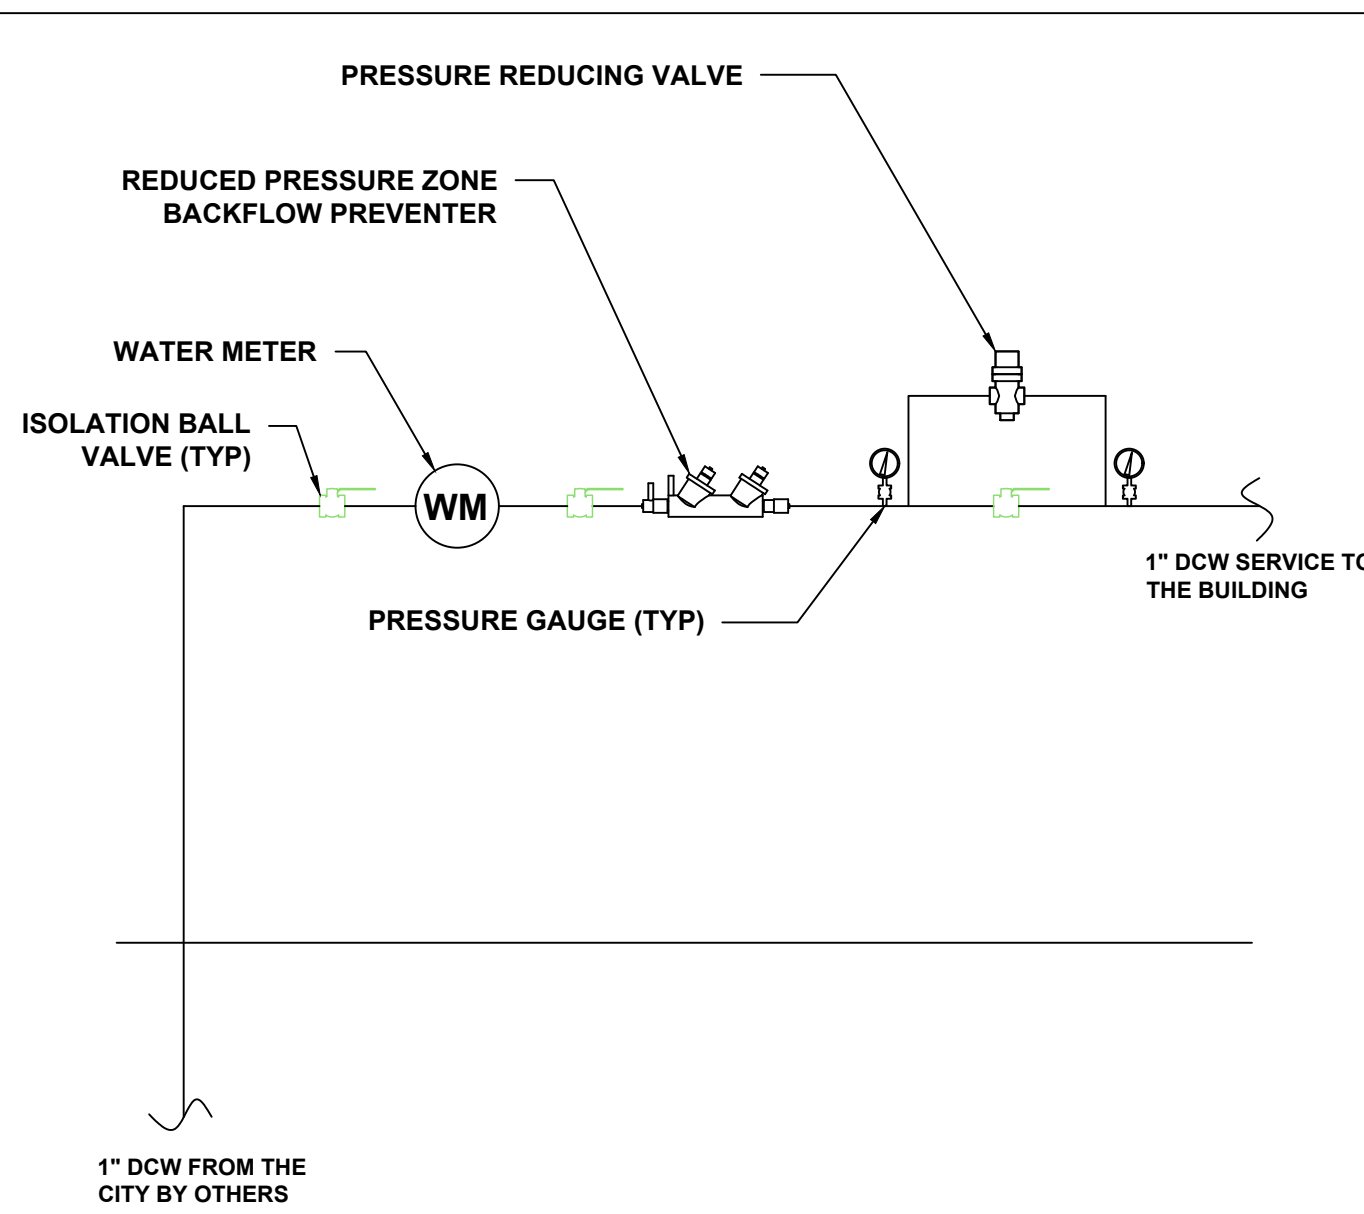 PRESSURE REDUCING VALVE
REDUCED PRESSURE ZONE
BACKFLOW PREVENTER
WATER METER
ISOLATION BALL
VALVE (TYP)
WM
1" DCW SERVICE TO
THE BUILDING
PRESSURE GAUGE (TYP)
1" DCW FROM THE
CITY BY OTHERS